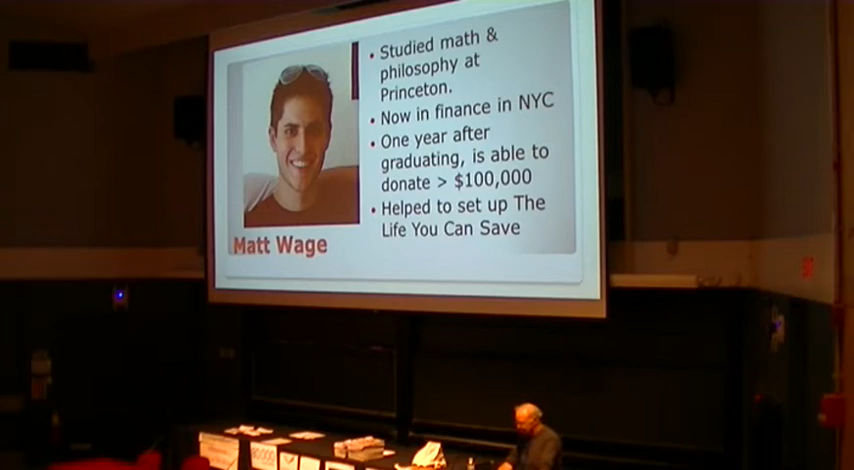 • Studied math &
philosophy at
Princeton.
• Now in finance in NYC
• One year after
graduating, is able to
donate > $100,000
• Helped to set up The
Life You Can Save
Matt Wage